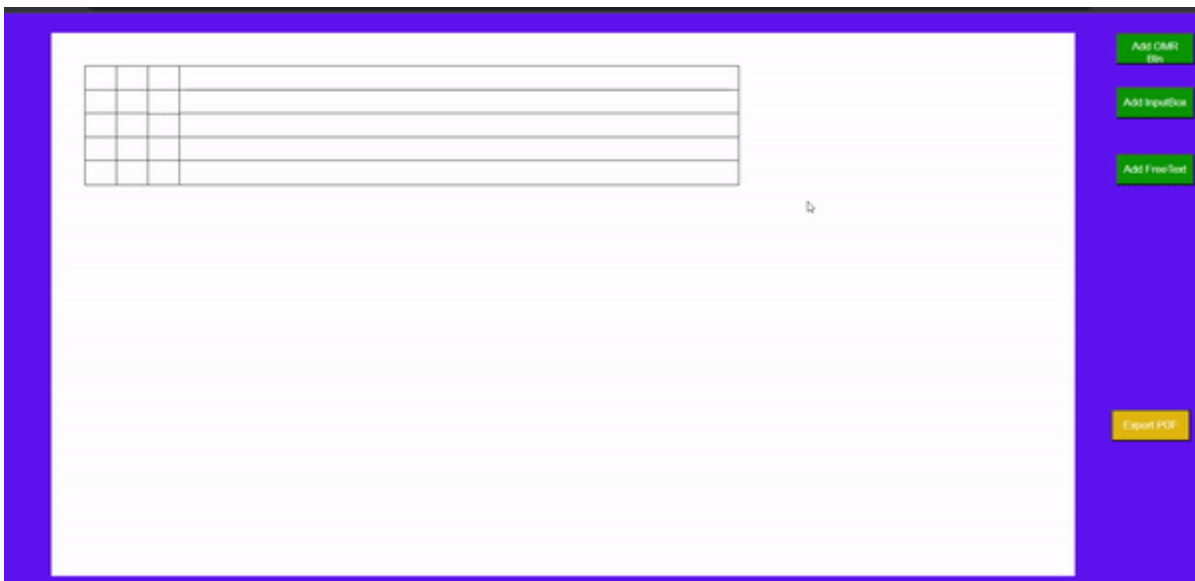 Add OMR
Btn
Add InputBox
Add FreeText
Export PDF